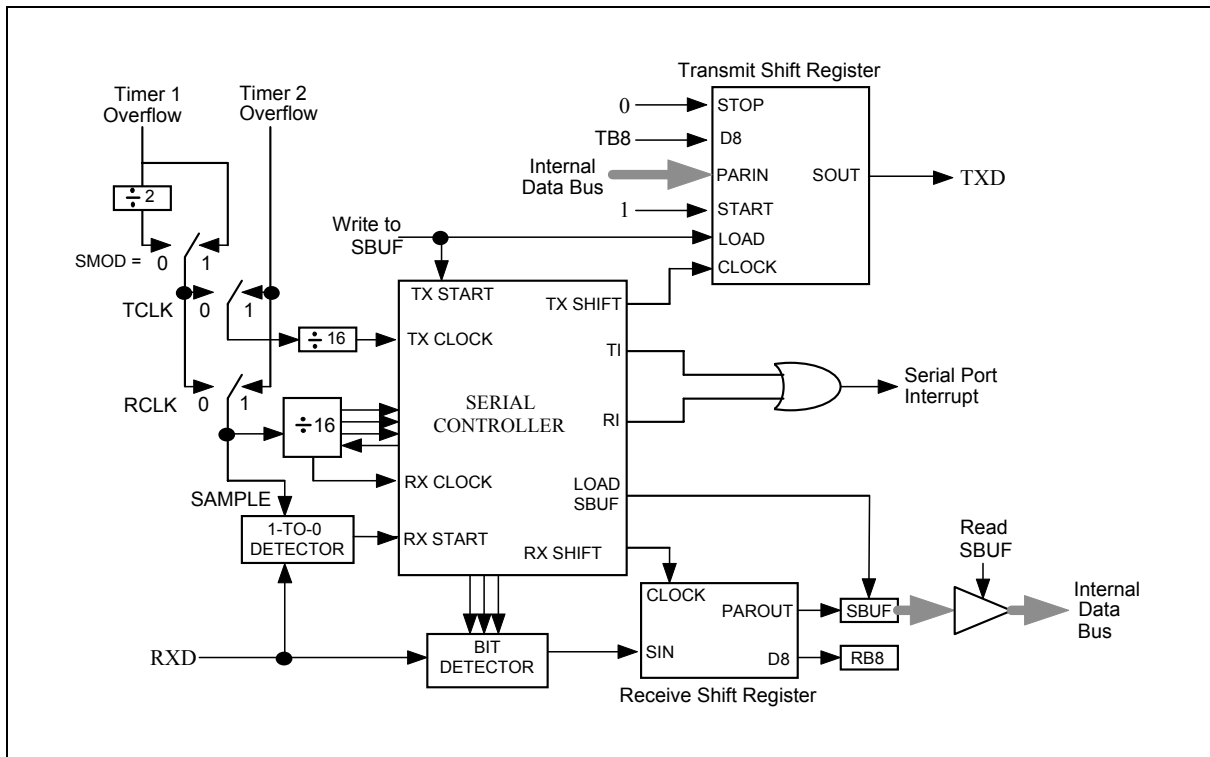 Transmit Shift Register
Timer 1
Overflow
Timer 2
Overflow
0
STOP
TB8
D8
Internal
Data Bus
PARIN
SOUT
TXD
1
START
÷ 2
Write to
SBUF
LOAD
CLOCK
SMOD =
0
1
TX START
TX SHIFT
TCLK
0
1
÷ 16
TX CLOCK
TI
Serial Port
Interrupt
RCLK
0
1
SERIAL
CONTROLLER
÷16
RI
RX CLOCK
LOAD
SBUF
SAMPLE
1-TO-0
DETECTOR
RX START
RX SHIFT
Read
SBUF
CLOCK
PAROUT
SBUF
Internal
Data
Bus
RXD
BIT
DETECTOR
SIN
D8
RB8
Receive Shift Register